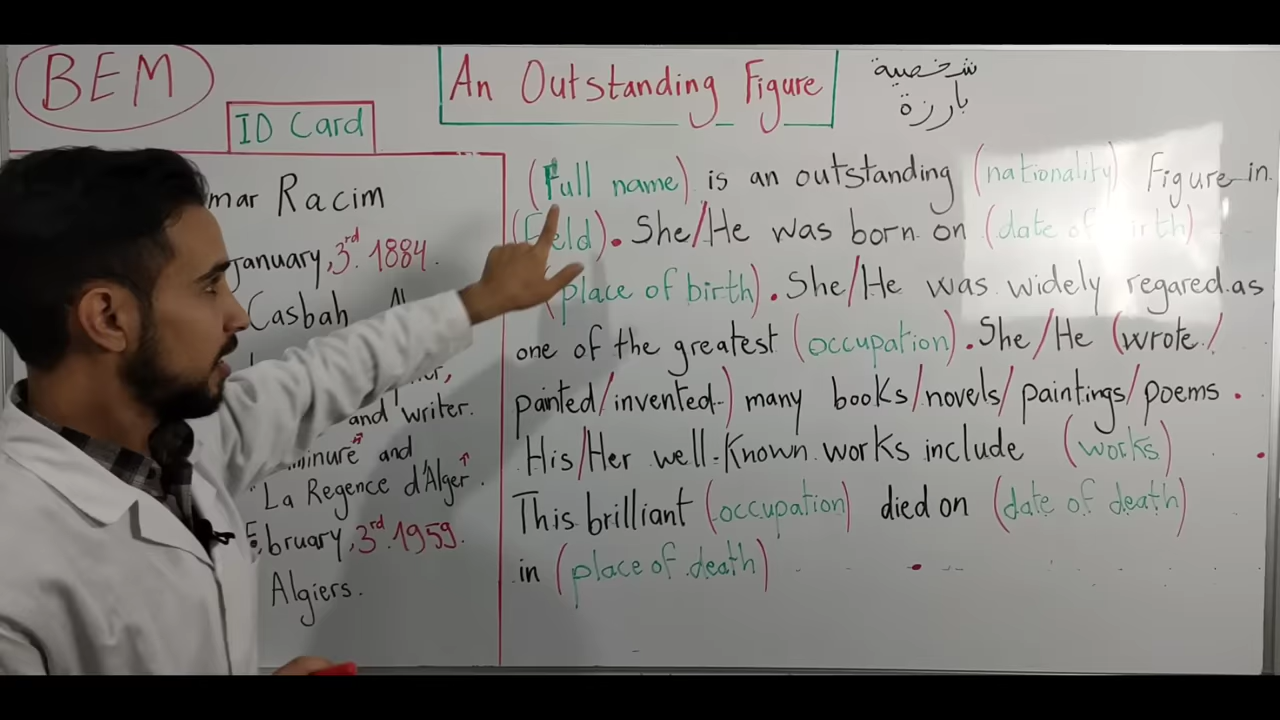 BEM
An Outstanding Figure
شخصية
بارزة
ID Card
mar Racim
January, 3rd. 1884.
Casbah
and writer.
and
"La Regence d'Alger".
bruary, 3rd. 1959.
Algiers.
(Full name) is an outstanding (nationality) Figure in
(Field). She/He was born on (date of birth)
(place of birth). She/He was widely regared as
one of the greatest (occupation). She/He (wrote/
painted/invented) many books/novels/paintings/poems.
His/Her well-Known works include (works).
This brilliant (occupation) died on (date of death)
in (place of death).